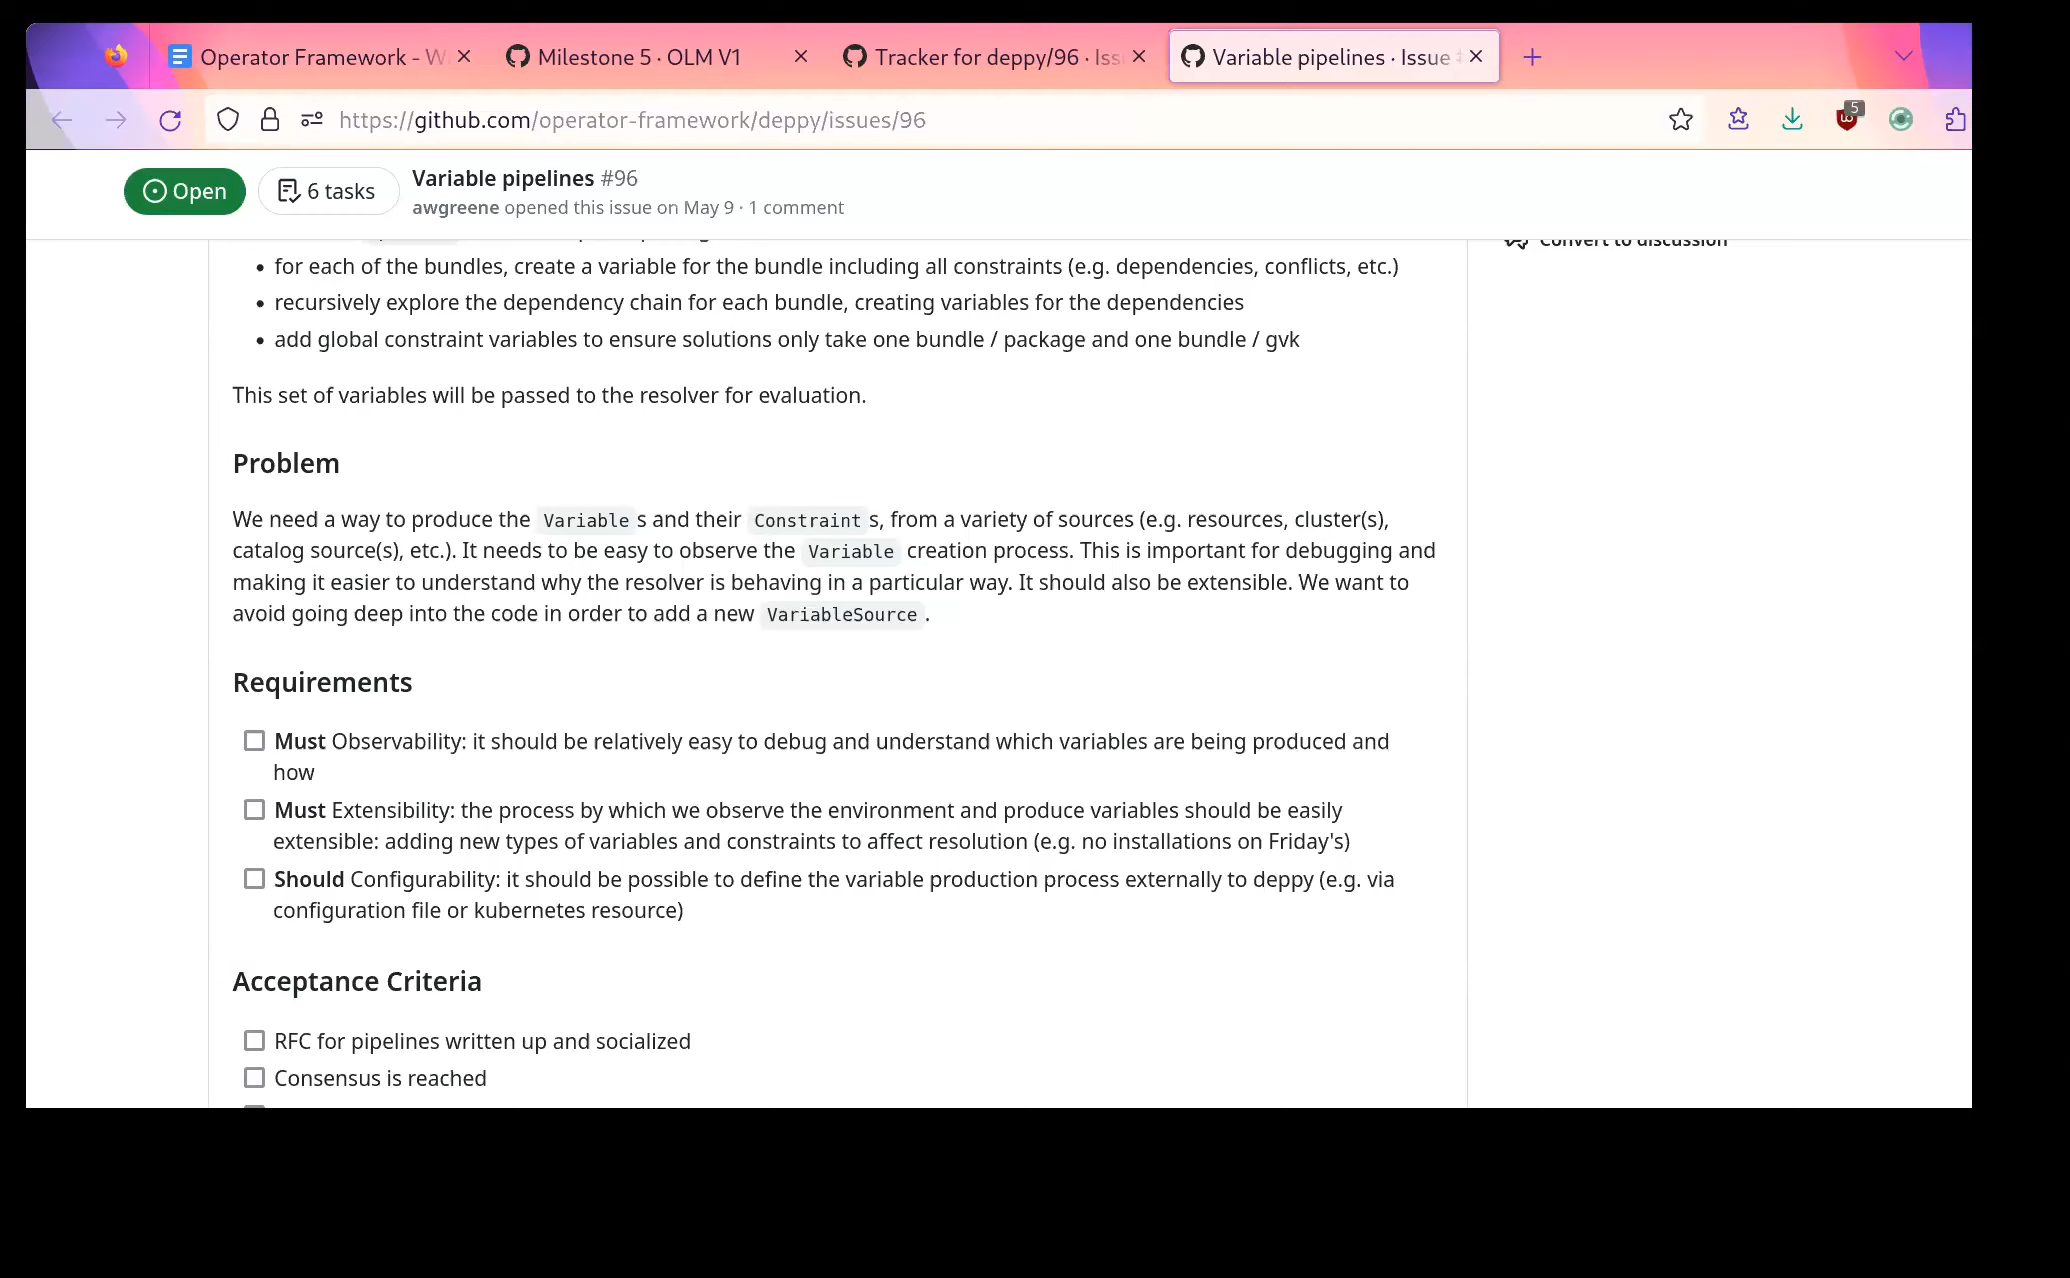 Operator Framework - W
Milestone 5 · OLM V1
Tracker for deppy/96 · Iss
Variable pipelines · Issue
https://github.com/operator-framework/deppy/issues/96
5
Open
6 tasks
Variable pipelines #96
awgreene opened this issue on May 9 · 1 comment
Convert to discussion
• for each of the bundles, create a variable for the bundle including all constraints (e.g. dependencies, conflicts, etc.)
• recursively explore the dependency chain for each bundle, creating variables for the dependencies
• add global constraint variables to ensure solutions only take one bundle / package and one bundle / gvk
This set of variables will be passed to the resolver for evaluation.
Problem
We need a way to produce the Variable s and their Constraint s, from a variety of sources (e.g. resources, cluster(s),
catalog source(s), etc.). It needs to be easy to observe the Variable creation process. This is important for debugging and
making it easier to understand why the resolver is behaving in a particular way. It should also be extensible. We want to
avoid going deep into the code in order to add a new VariableSource .
Requirements
Must Observability: it should be relatively easy to debug and understand which variables are being produced and
how
Must Extensibility: the process by which we observe the environment and produce variables should be easily
extensible: adding new types of variables and constraints to affect resolution (e.g. no installations on Friday's)
Should Configurability: it should be possible to define the variable production process externally to deppy (e.g. via
configuration file or kubernetes resource)
Acceptance Criteria
RFC for pipelines written up and socialized
Consensus is reached